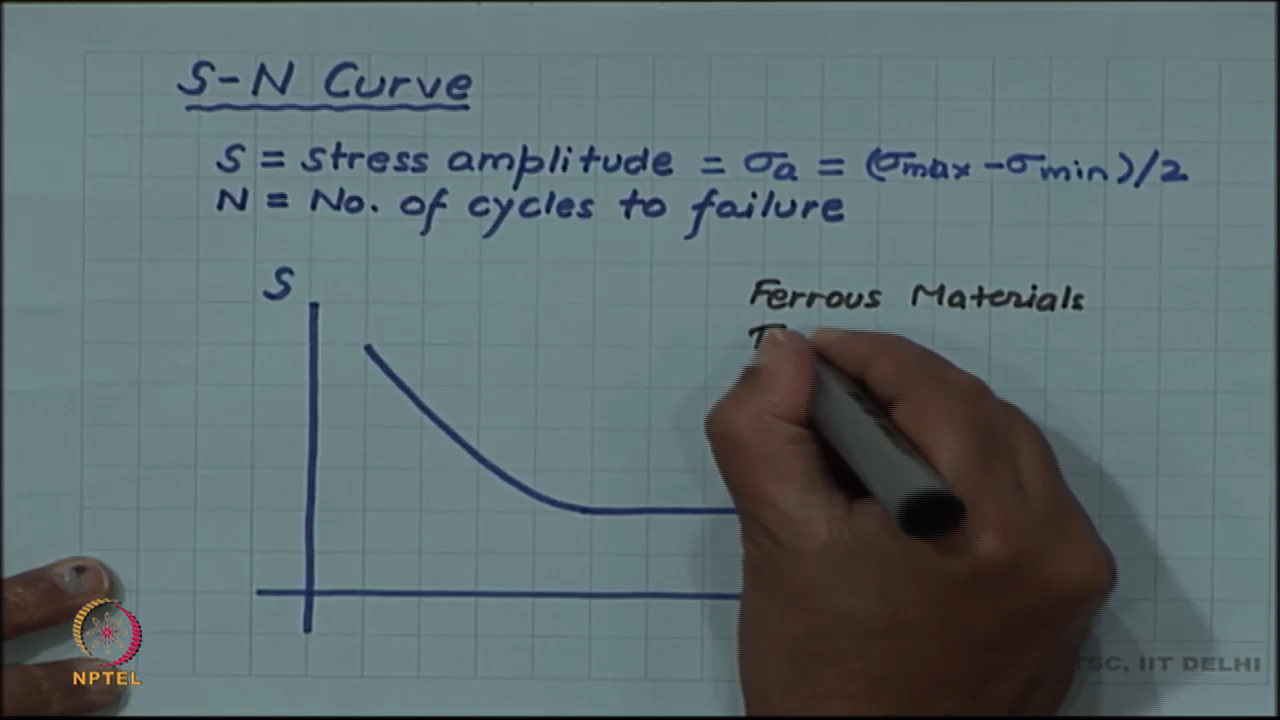 S-N Curve
S = stress amplitude = σa = (σmax - σmin)/2
N = No. of cycles to failure
S
Ferrous Materials
NPTEL
TSC, IIT DELHI